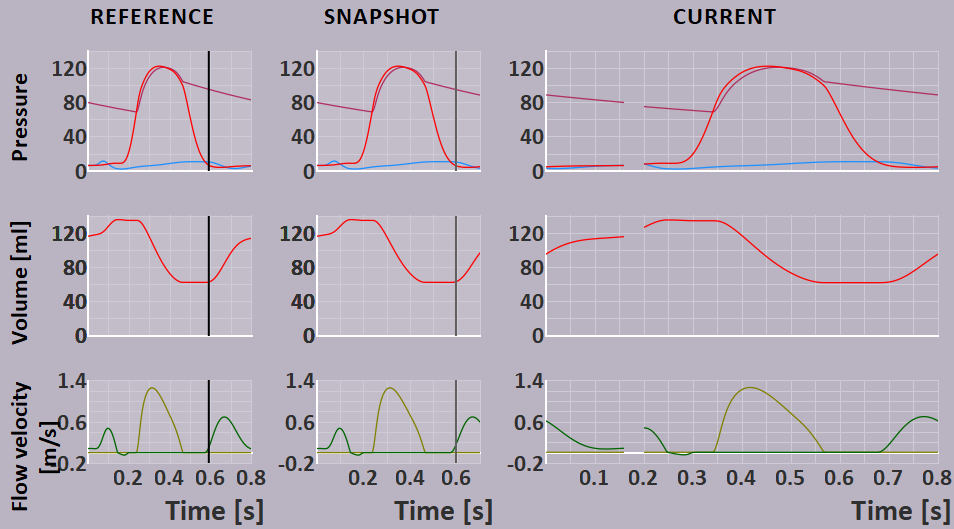 REFERENCE SNAPSHOT CURRENT
Pressure
120 120 120
80 80 80
40 40 40
0 0 0
Volume [ml]
120 120 120
80 80 80
40 40 40
0 0 0
Flow velocity
[m/s]
1.4 1.4 1.4
0.6 0.6 0.6
-0.2 -0.2 -0.2
0.2 0.4 0.6 0.8 0.2 0.4 0.6 0.1 0.2 0.3 0.4 0.5 0.6 0.7 0.8
Time [s] Time [s] Time [s]